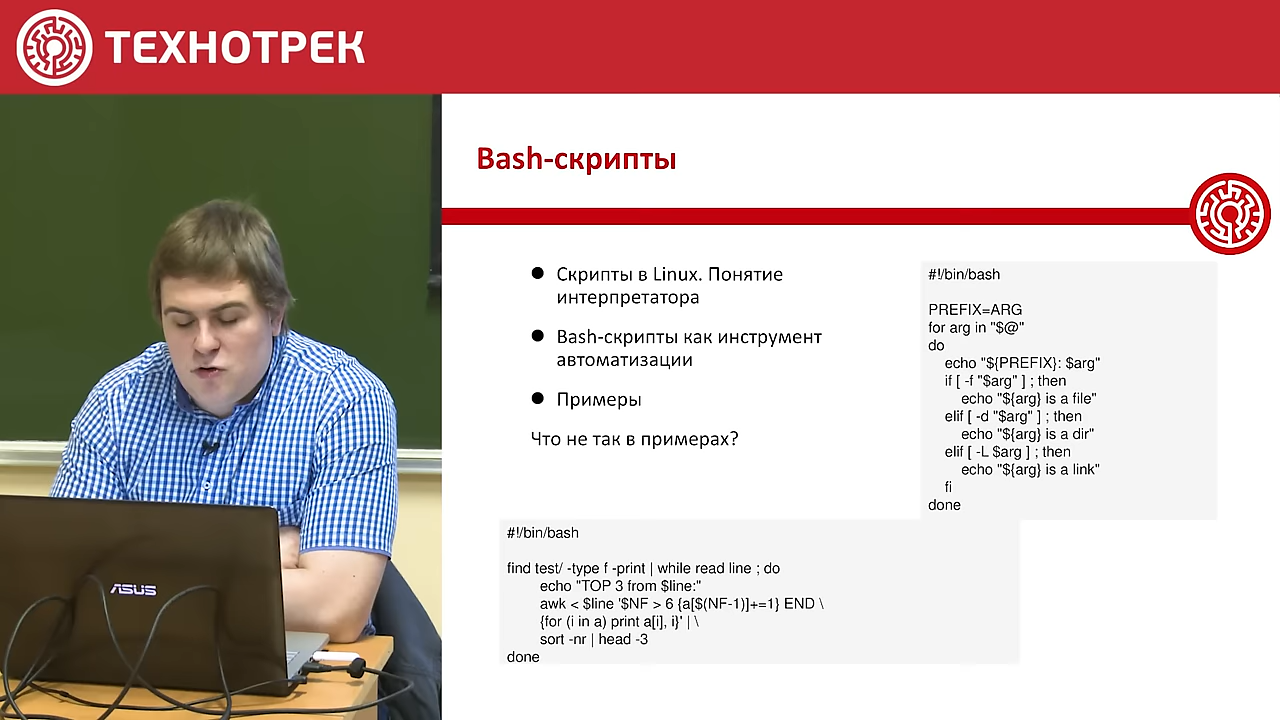 ТЕХНОТРЕК
Bash-скрипты
Скрипты в Linux. Понятие
интерпретатора
Bash-скрипты как инструмент
автоматизации
Примеры
Что не так в примерах?
#!/bin/bash
PREFIX=ARG
for arg in "$@"
do
echo "${PREFIX}: $arg"
if [ -f "$arg" ] ; then
echo "${arg} is a file"
elif [ -d "$arg" ] ; then
echo "${arg} is a dir"
elif [ -L $arg ] ; then
echo "${arg} is a link"
fi
done
#!/bin/bash
find test/ -type f -print | while read line ; do
echo "TOP 3 from $line:"
awk < $line '$NF > 6 {a[$(NF-1)]+=1} END \
{for (i in a) print a[i], i}' | \
sort -nr | head -3
done
ASUS